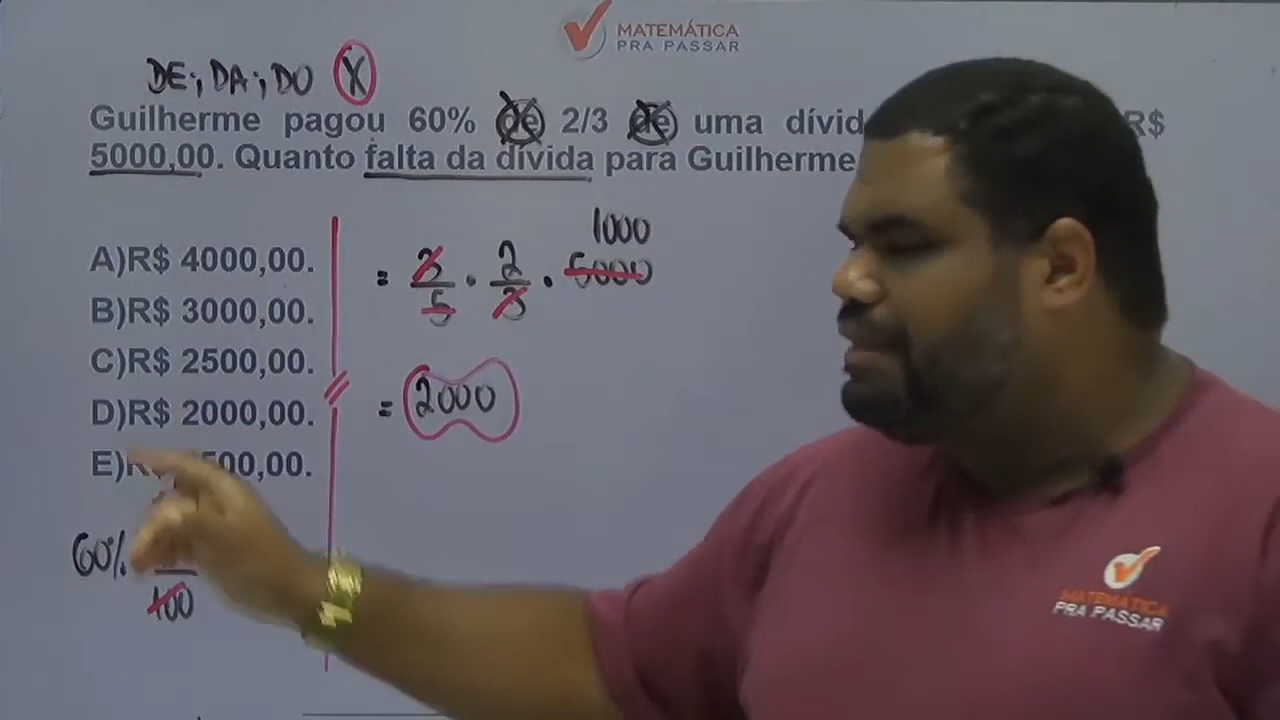 MATEMÁTICA
PRA PASSAR
DE; DA; DO X
Guilherme pagou 60% de 2/3 de uma R$
5000,00. Quanto falta da dívida para Guilherme
1000
A)R$ 4000,00.
= 3/5 · 2/3 · 5000
B)R$ 3000,00.
C)R$ 2500,00.
= 2000
D)R$ 2000,00.
E)R$ 500,00.
60%
100
MATEMÁTICA
PRA PASSAR